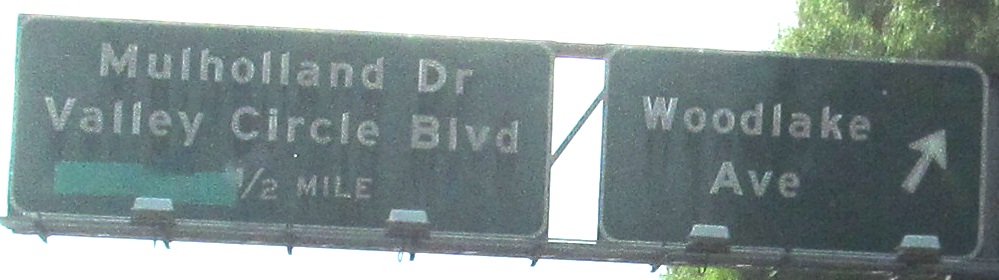 Mulholland Dr
Valley Circle Blvd
1/2 MILE
Woodlake
Ave